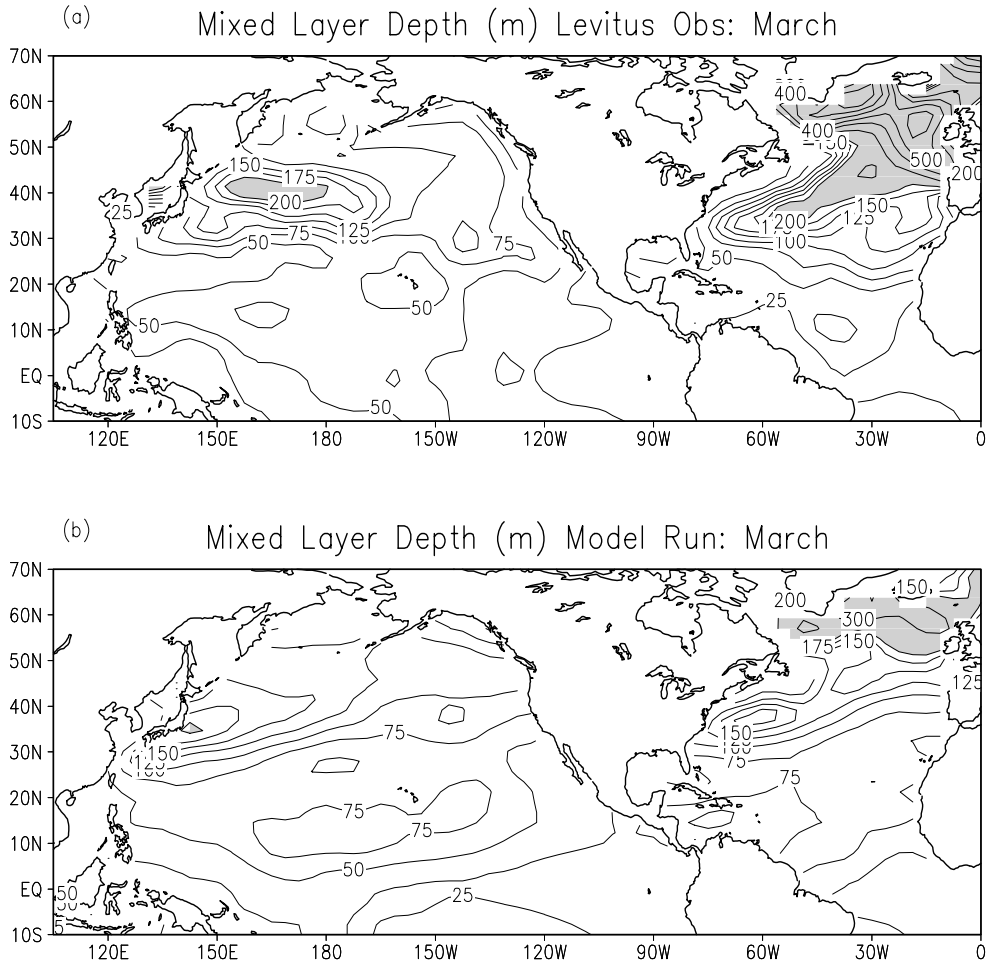 (a)
Mixed Layer Depth (m) Levitus Obs: March
70N
400
60N
400
50N
150
500
175
200
40N
200
25
150
200
125
75
125
30N
50
75
100
50
20N
50
25
50
10N
EQ
50
10S
120E 150E 180 150W 120W 90W 60W 30W 0
(b)
Mixed Layer Depth (m) Model Run: March
70N
150
200
60N
300
150
175
50N
125
40N
75
150
150
30N
75
75
20N
75
75
10N
50
EQ
50
25
10S
120E 150E 180 150W 120W 90W 60W 30W 0